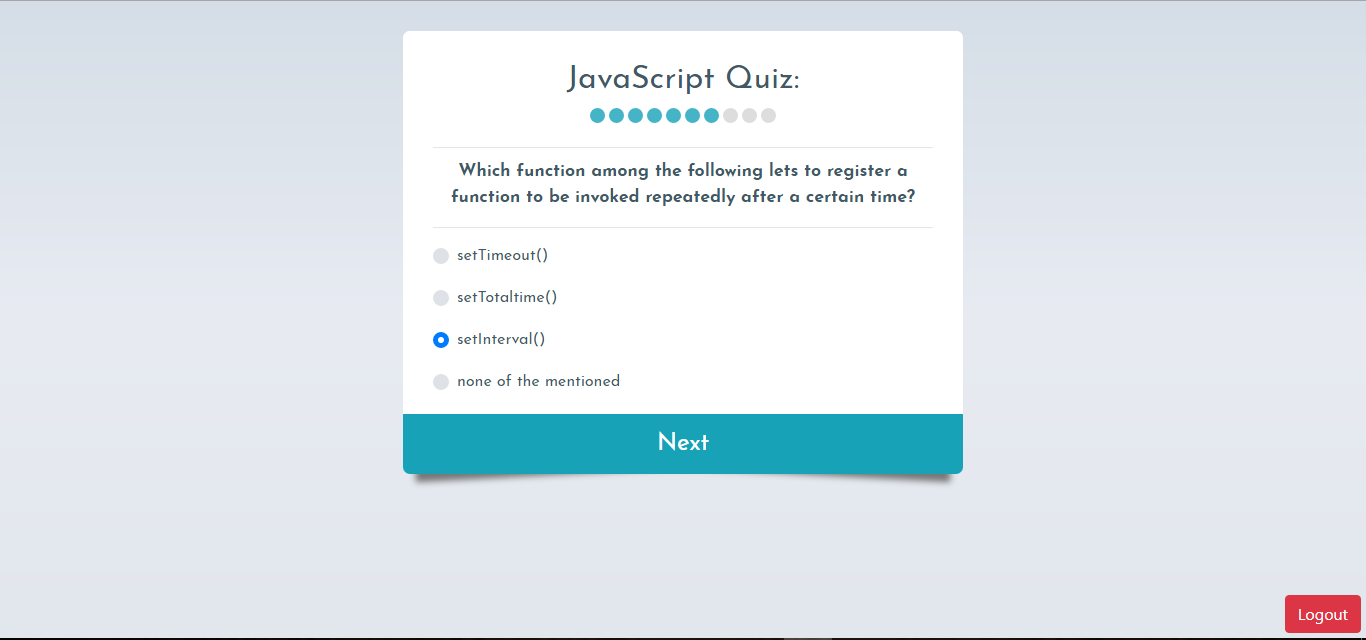 JavaScript Quiz:
Which function among the following lets to register a
function to be invoked repeatedly after a certain time?
setTimeout()
setTotaltime()
setInterval()
none of the mentioned
Next
Logout